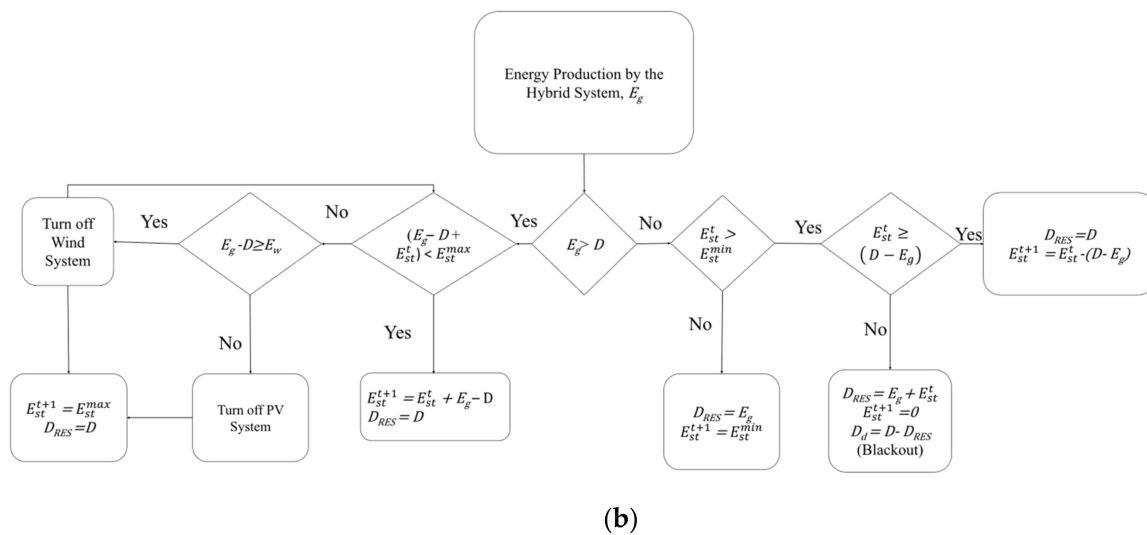 Energy Production by the
Hybrid System, E_g
Turn off
Wind
System
Yes
E_g -D≥E_w
No
(E_g– D +
E_st^t) < E_st^max
Yes
E_g> D
No
E_st^t >
E_st^min
Yes
E_st^t ≥
(D – E_g)
Yes
D_RES=D
E_st^t+1 =E_st^t -(D- E_g)
No
Yes
No
No
E_st^t+1 =E_st^max
D_RES=D
Turn off PV
System
E_st^t+1 =E_st^t + E_g– D
D_RES= D
D_RES= E_g
E_st^t+1 =E_st^min
D_RES= E_g + E_st^t
E_st^t+1 =0
D_d= D- D_RES
(Blackout)
(b)